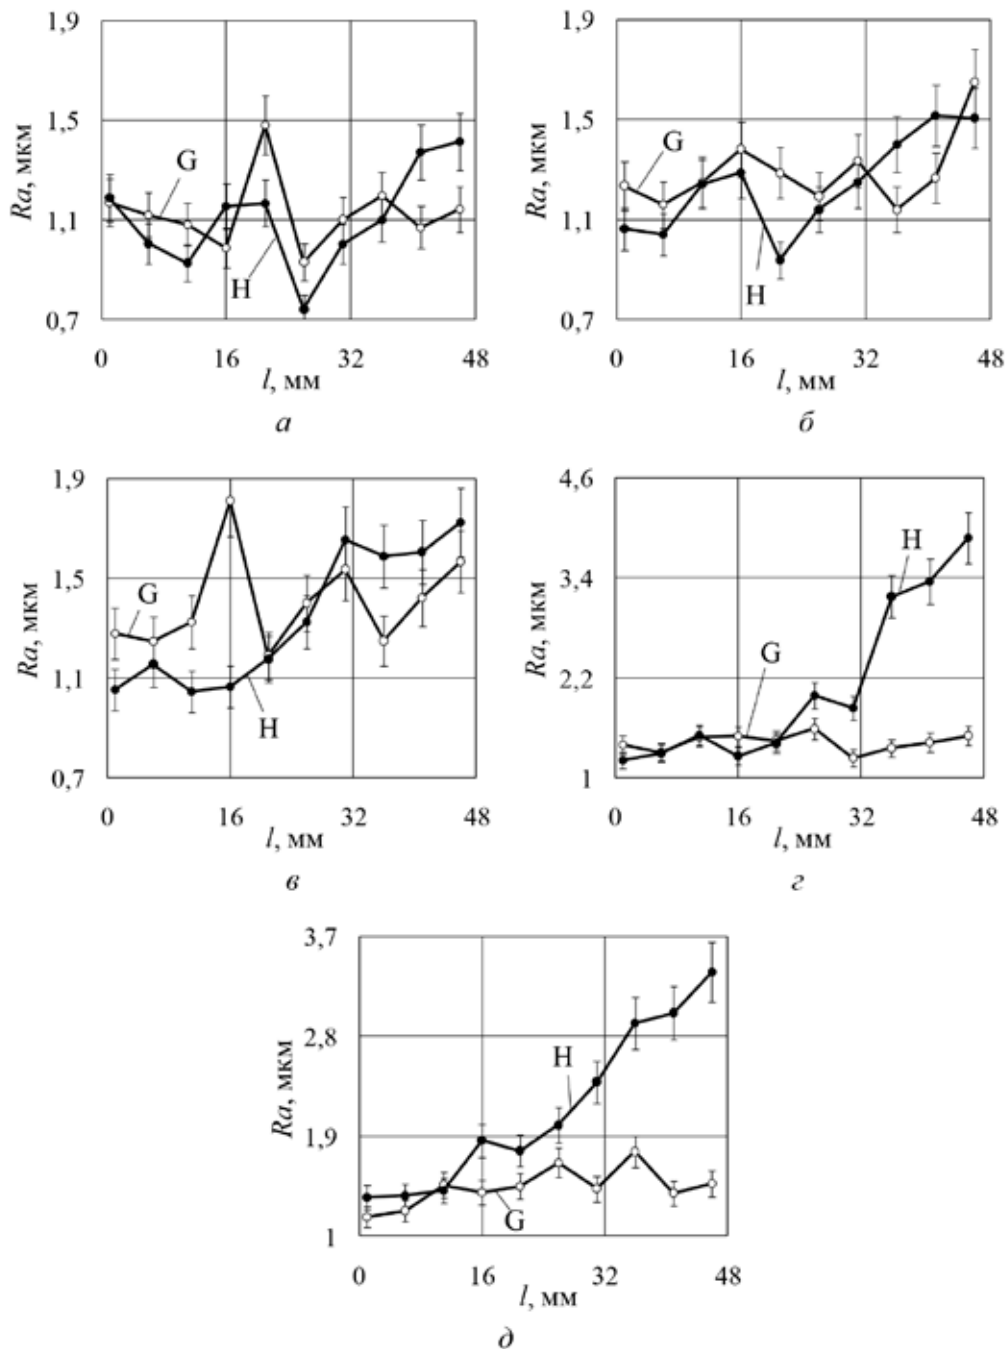 1,9
1,5
1,1
0,7
Ra, мкм
G
H
0 16 32 48
l, мм
а
1,9
1,5
1,1
0,7
Ra, мкм
G
H
0 16 32 48
l, мм
б
1,9
1,5
1,1
0,7
Ra, мкм
G
H
0 16 32 48
l, мм
в
4,6
3,4
2,2
1
Ra, мкм
H
G
0 16 32 48
l, мм
г
3,7
2,8
1,9
1
Ra, мкм
H
G
0 16 32 48
l, мм
д